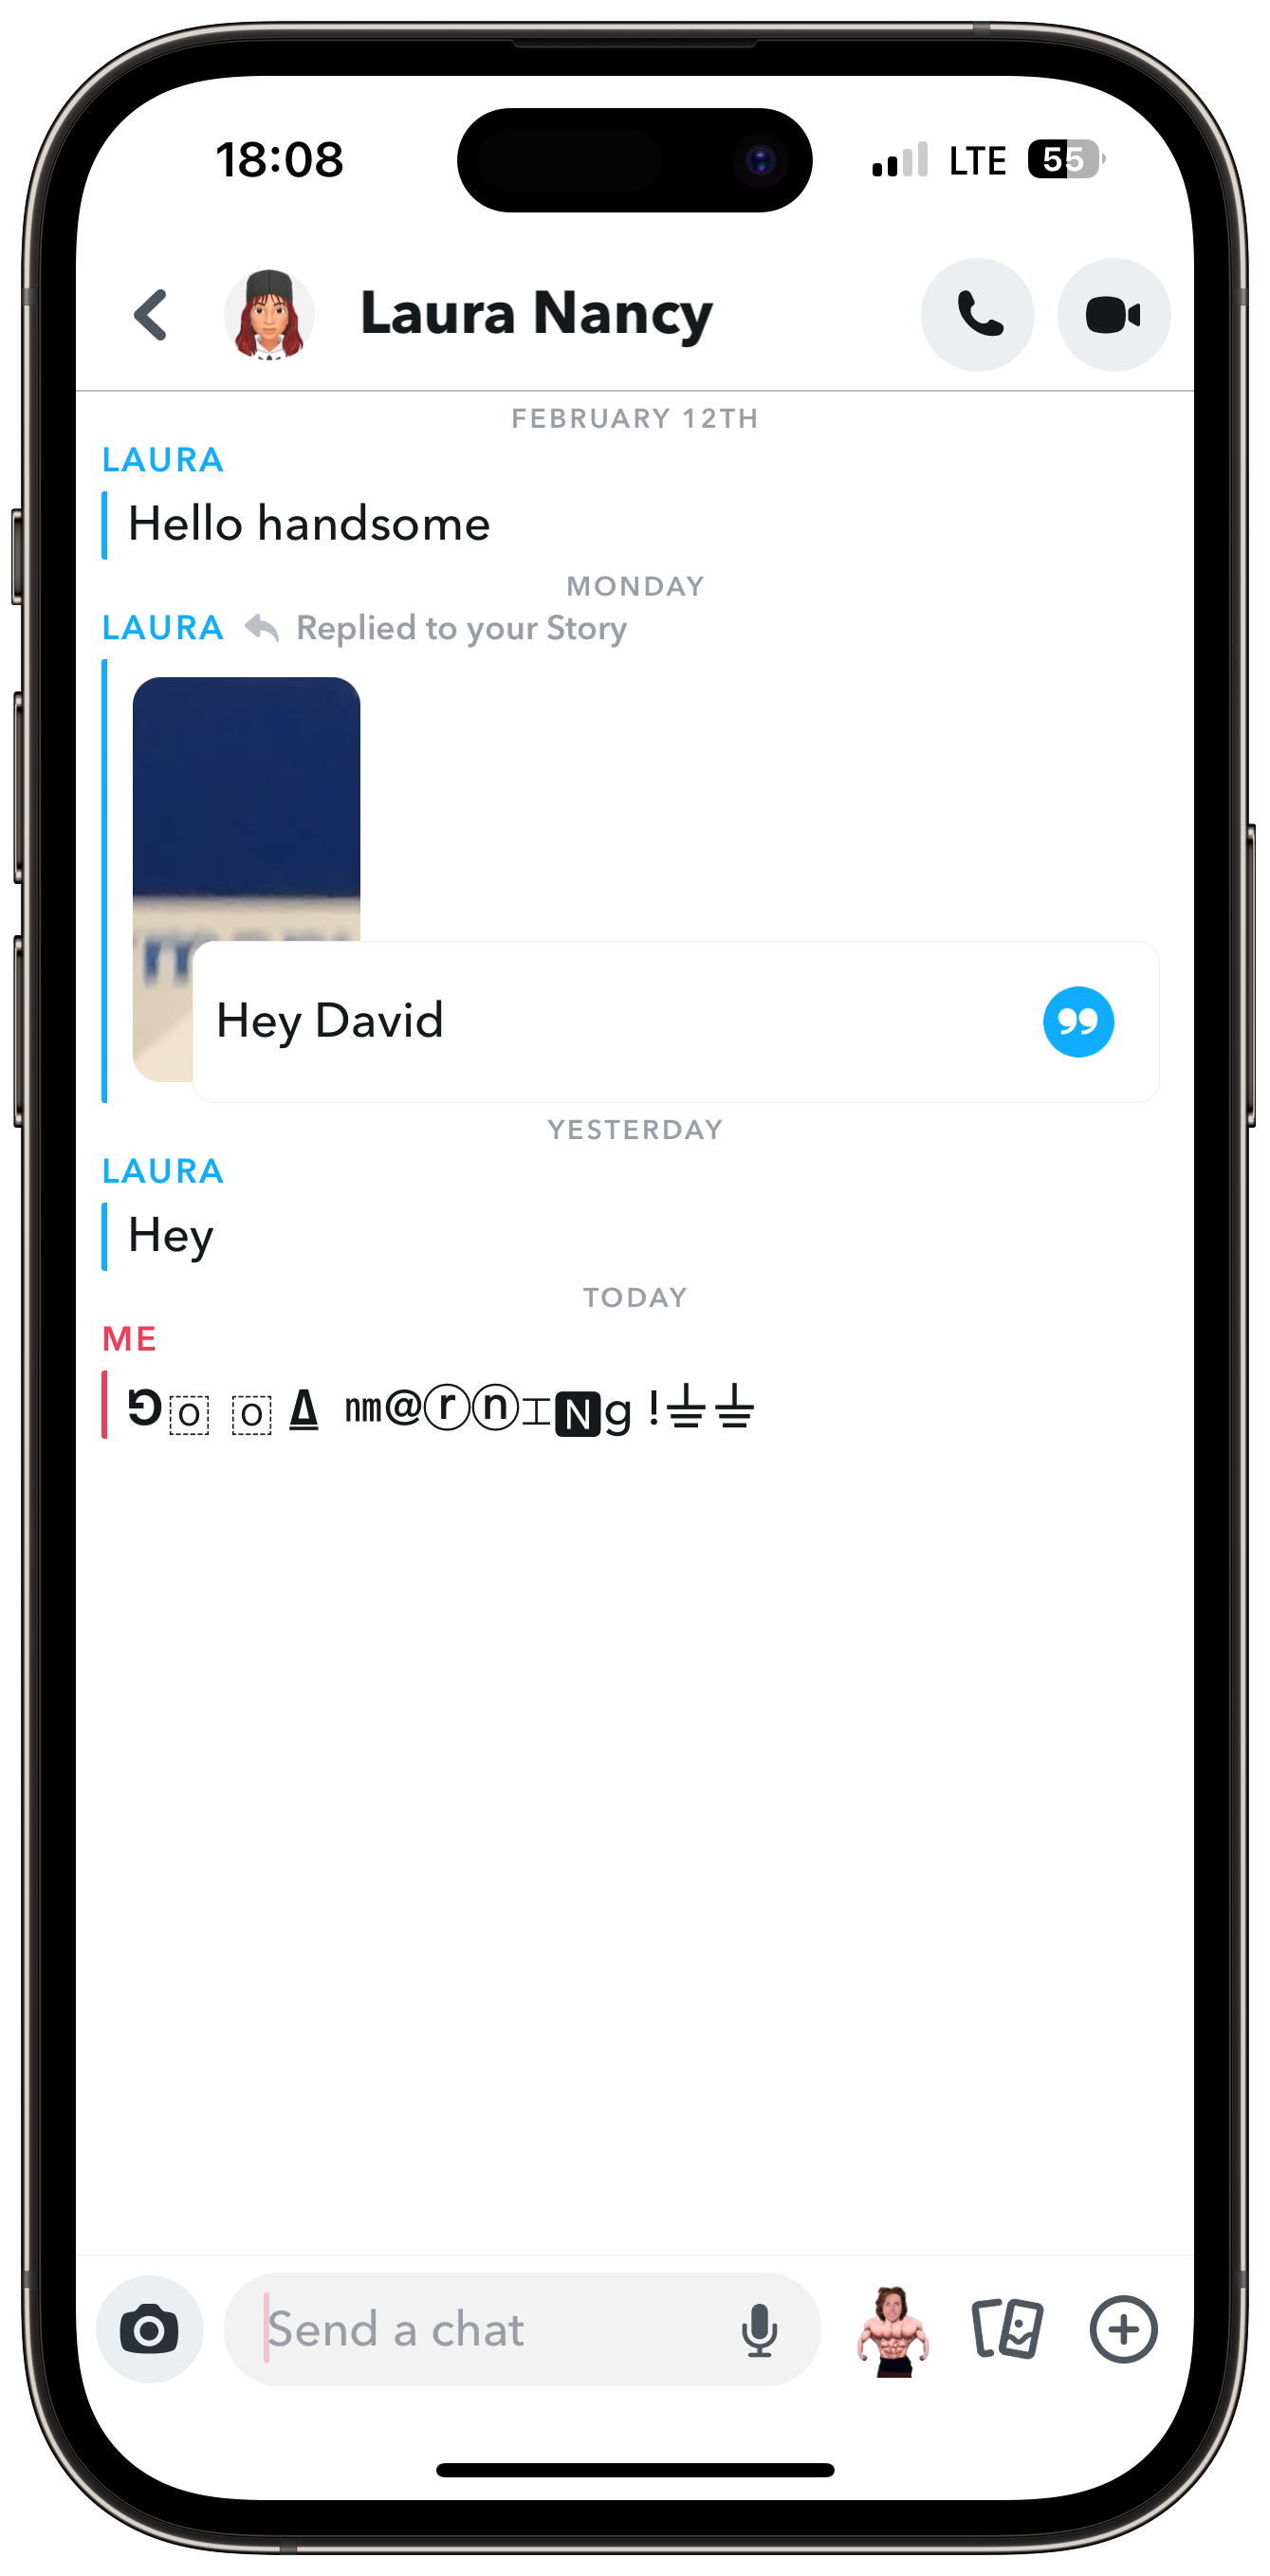 18:08 LTE 55
Laura Nancy
FEBRUARY 12TH
LAURA
Hello handsome
MONDAY
LAURA Replied to your Story
Hey David
YESTERDAY
LAURA
Hey
TODAY
ME
⅁🄾 🄾 ᐃ̳ ㎚@ⓡⓝ⌶🅽g !⏚⏚
Send a chat